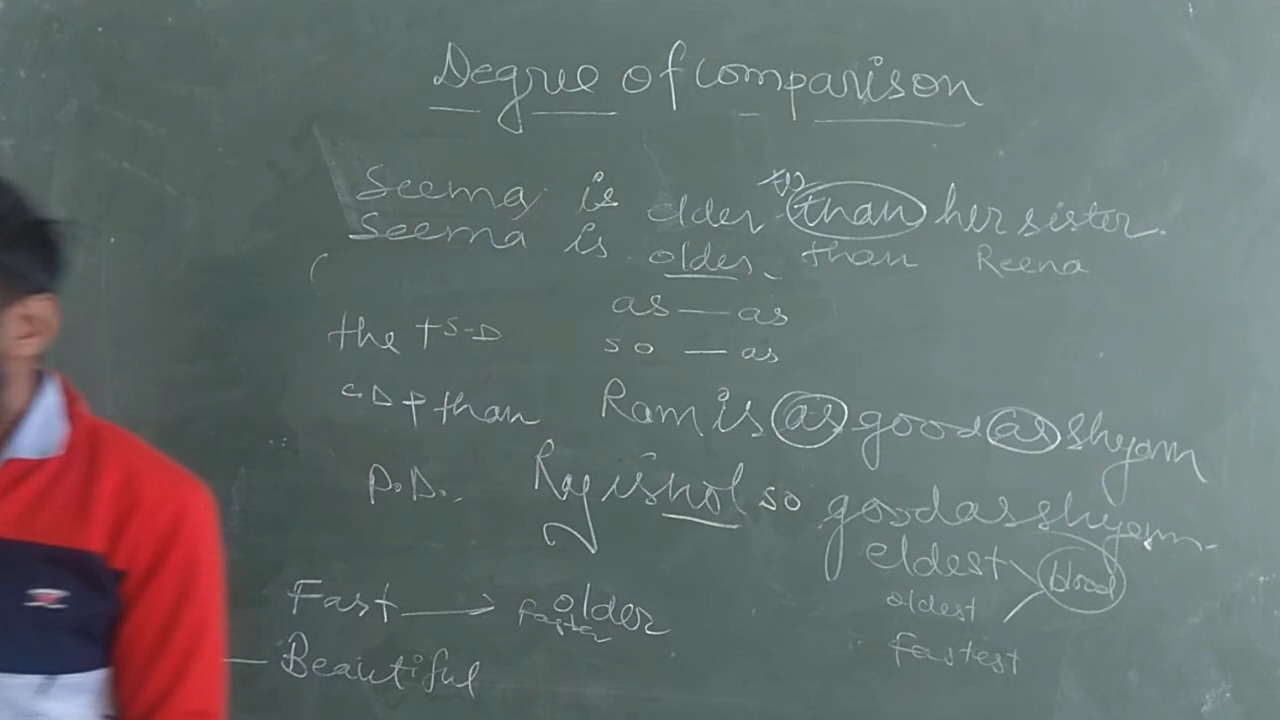 Degree of comparison
Seema is elder than her sister.
Seema is older than Reena
as — as
the + S-D
so — as
C D + than
Ram is as good as Shyam
P.D.
Raj is not so good as Shyam
eldest
blood
oldest
Fast → older
faster
fastest
Beautiful